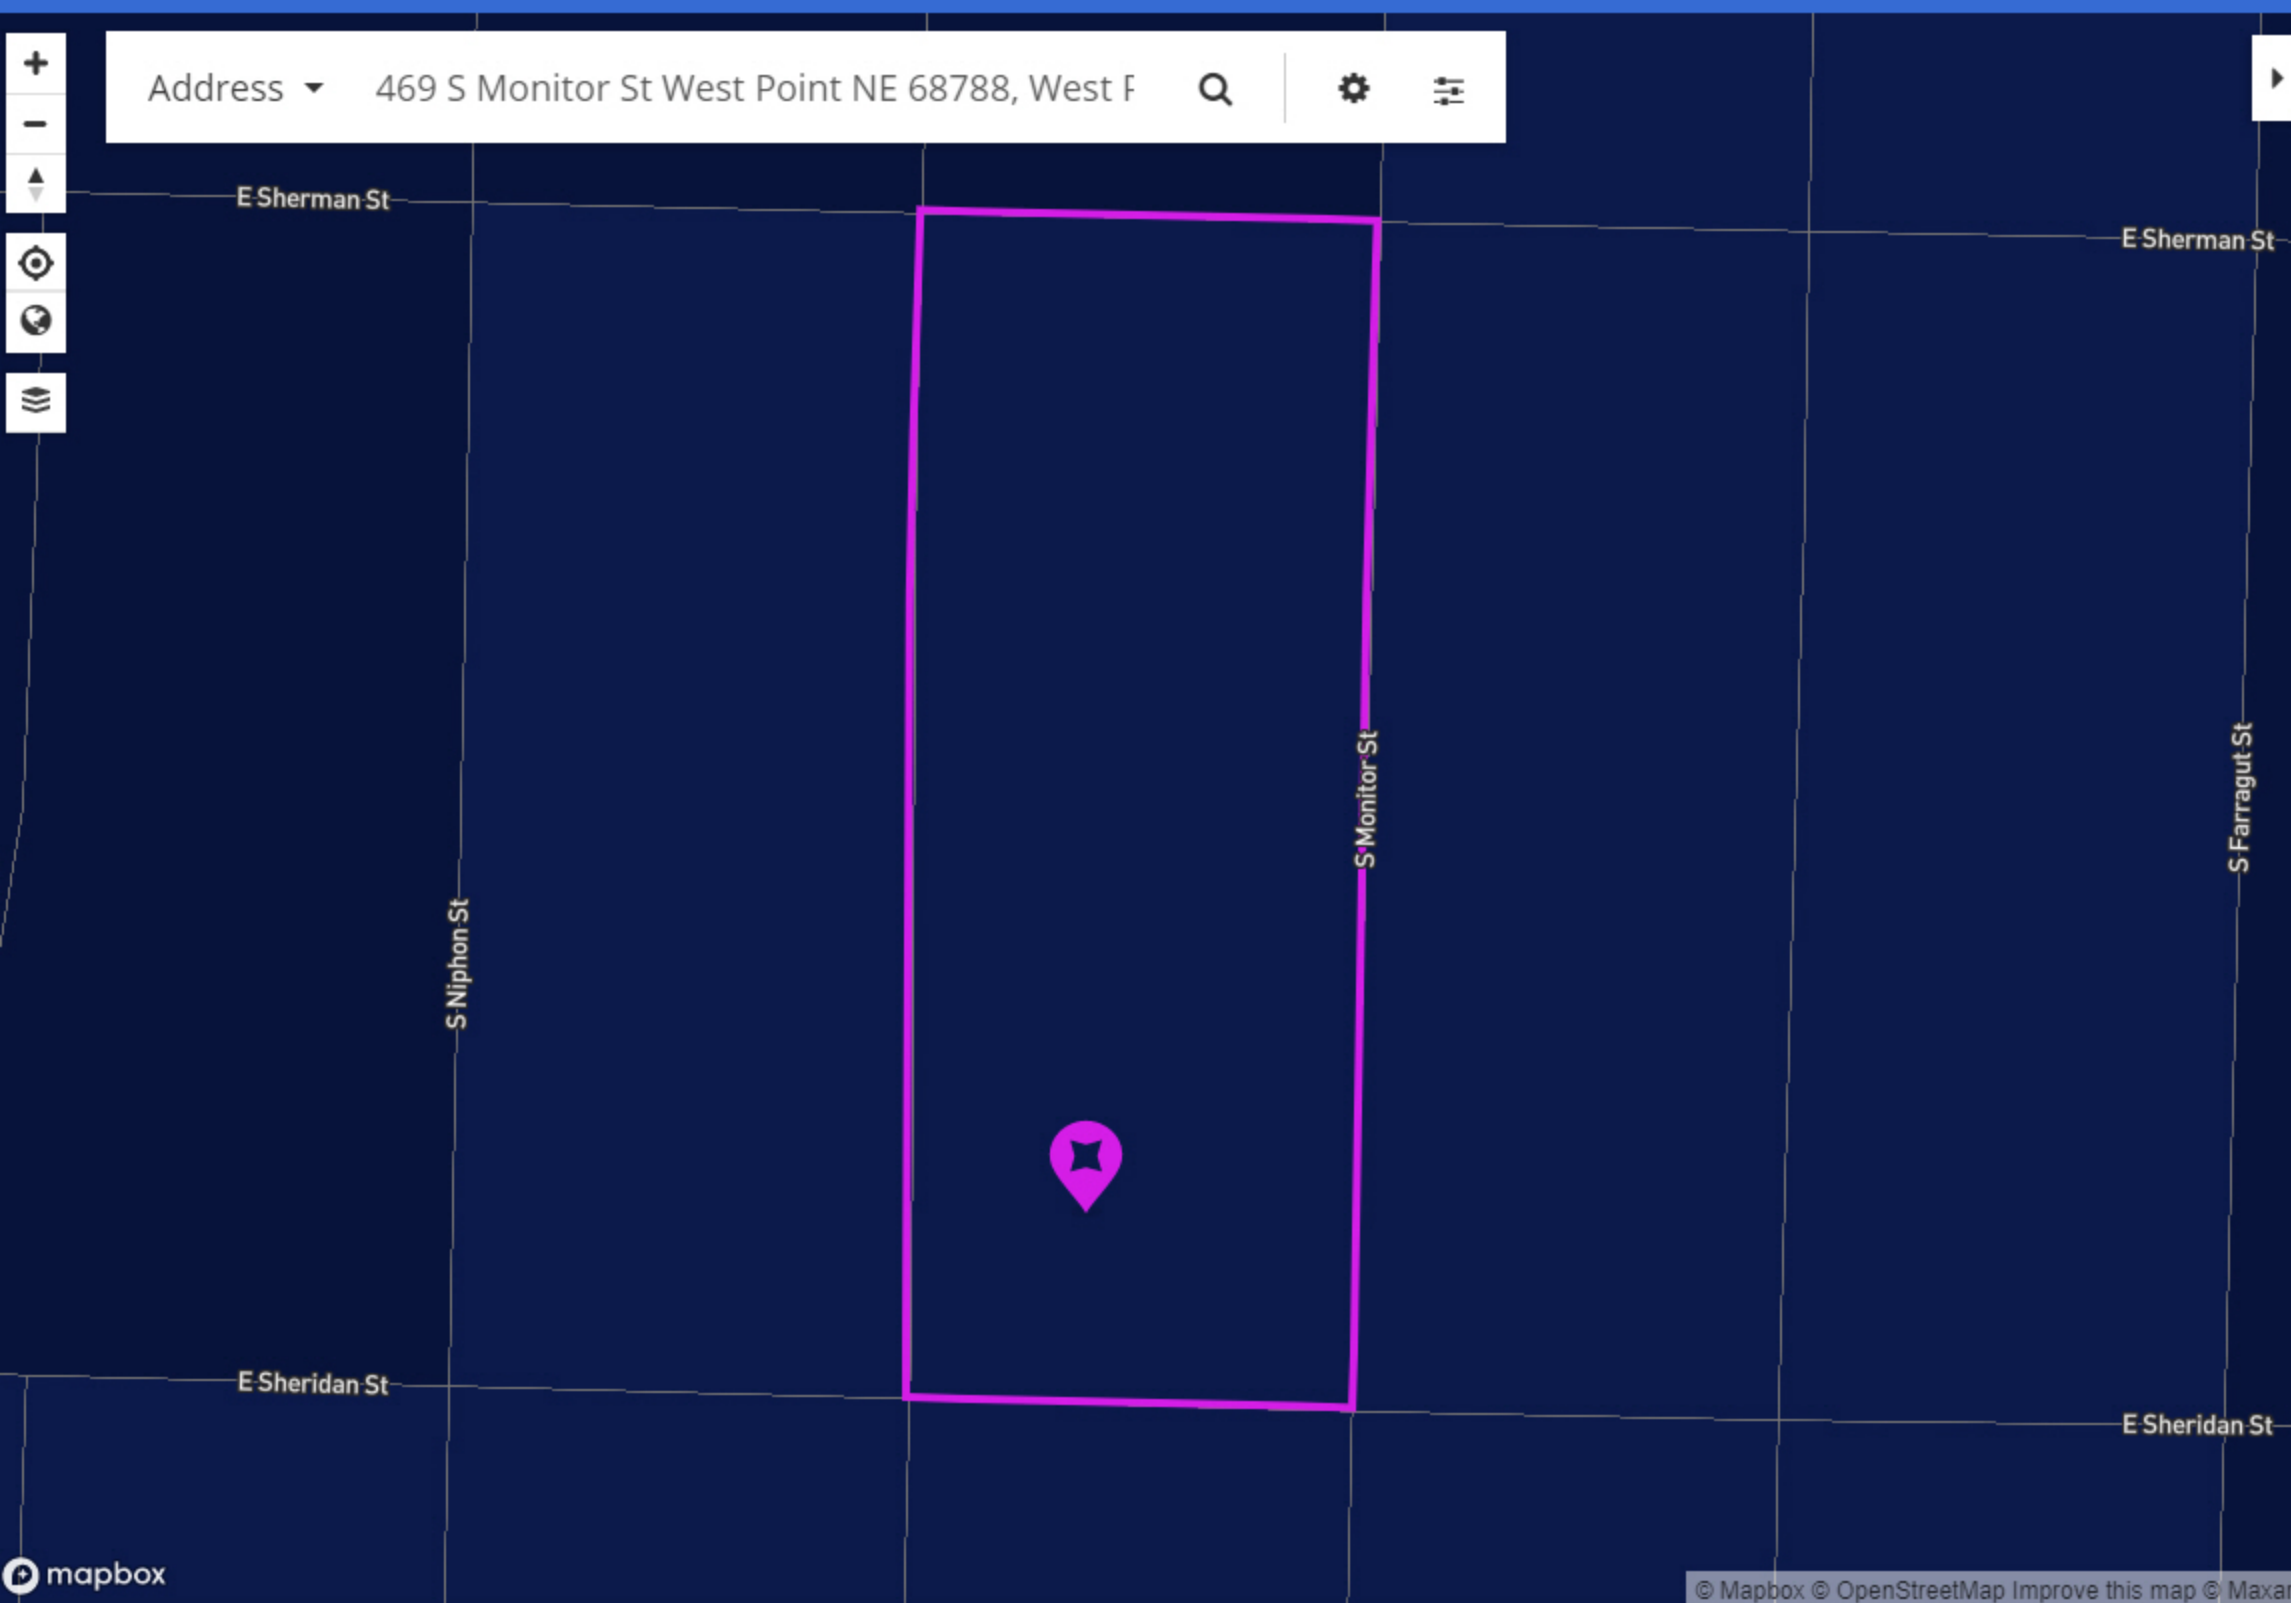 Address 469 S Monitor St West Point NE 68788, West
E Sherman St
E Sherman St
S Monitor St
S Farragut St
S Niphon St
E Sheridan St
E Sheridan St
mapbox
© Mapbox © OpenStreetMap Improve this map © Maxar